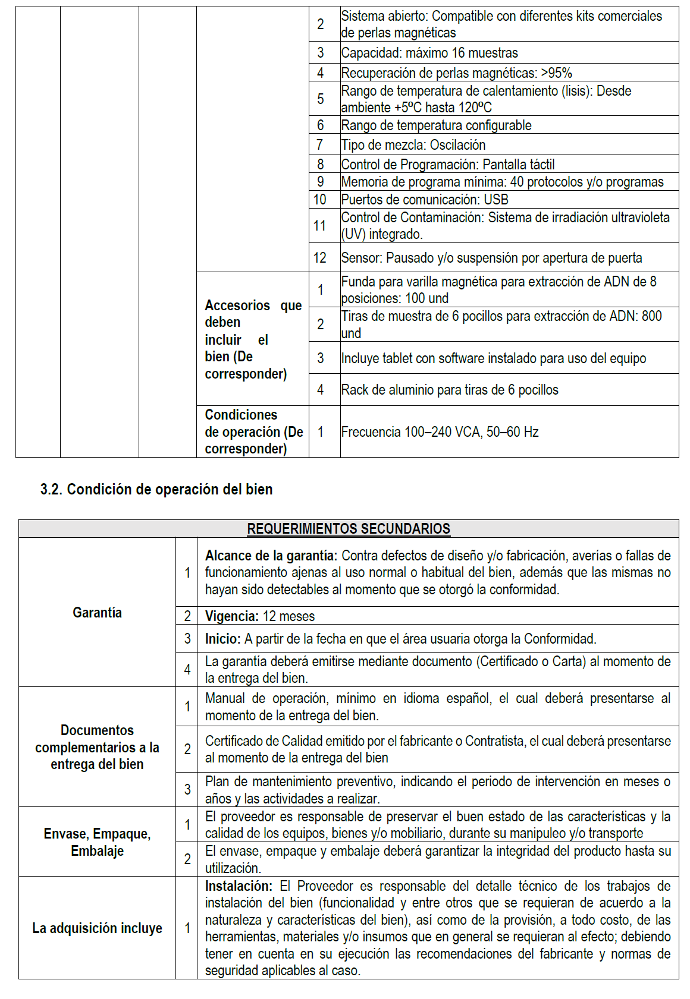 2 Sistema abierto: Compatible con diferentes kits comerciales
de perlas magnéticas
3 Capacidad: máximo 16 muestras
4 Recuperación de perlas magnéticas: >95%
5 Rango de temperatura de calentamiento (lisis): Desde
ambiente +5ºC hasta 120ºC
6 Rango de temperatura configurable
7 Tipo de mezcla: Oscilación
8 Control de Programación: Pantalla táctil
9 Memoria de programa mínima: 40 protocolos y/o programas
10 Puertos de comunicación: USB
11 Control de Contaminación: Sistema de irradiación ultravioleta
(UV) integrado.
12 Sensor: Pausado y/o suspensión por apertura de puerta
Accesorios que
deben
incluir el
bien (De
corresponder)
1 Funda para varilla magnética para extracción de ADN de 8
posiciones: 100 und
2 Tiras de muestra de 6 pocillos para extracción de ADN: 800
und
3 Incluye tablet con software instalado para uso del equipo
4 Rack de aluminio para tiras de 6 pocillos
Condiciones
de operación (De
corresponder)
1 Frecuencia 100–240 VCA, 50–60 Hz
3.2. Condición de operación del bien
REQUERIMIENTOS SECUNDARIOS
Garantía
1 Alcance de la garantía: Contra defectos de diseño y/o fabricación, averías o fallas de
funcionamiento ajenas al uso normal o habitual del bien, además que las mismas no
hayan sido detectables al momento que se otorgó la conformidad.
2 Vigencia: 12 meses
3 Inicio: A partir de la fecha en que el área usuaria otorga la Conformidad.
4 La garantía deberá emitirse mediante documento (Certificado o Carta) al momento de
la entrega del bien.
Documentos
complementarios a la
entrega del bien
1 Manual de operación, mínimo en idioma español, el cual deberá presentarse al
momento de la entrega del bien.
2 Certificado de Calidad emitido por el fabricante o Contratista, el cual deberá presentarse
al momento de la entrega del bien
3 Plan de mantenimiento preventivo, indicando el periodo de intervención en meses o
años y las actividades a realizar.
Envase, Empaque,
Embalaje
1 El proveedor es responsable de preservar el buen estado de las características y la
calidad de los equipos, bienes y/o mobiliario, durante su manipuleo y/o transporte
2 El envase, empaque y embalaje deberá garantizar la integridad del producto hasta su
utilización.
La adquisición incluye
1 Instalación: El Proveedor es responsable del detalle técnico de los trabajos de
instalación del bien (funcionalidad y entre otros que se requieran de acuerdo a la
naturaleza y características del bien), así como de la provisión, a todo costo, de las
herramientas, materiales y/o insumos que en general se requieran al efecto; debiendo
tener en cuenta en su ejecución las recomendaciones del fabricante y normas de
seguridad aplicables al caso.